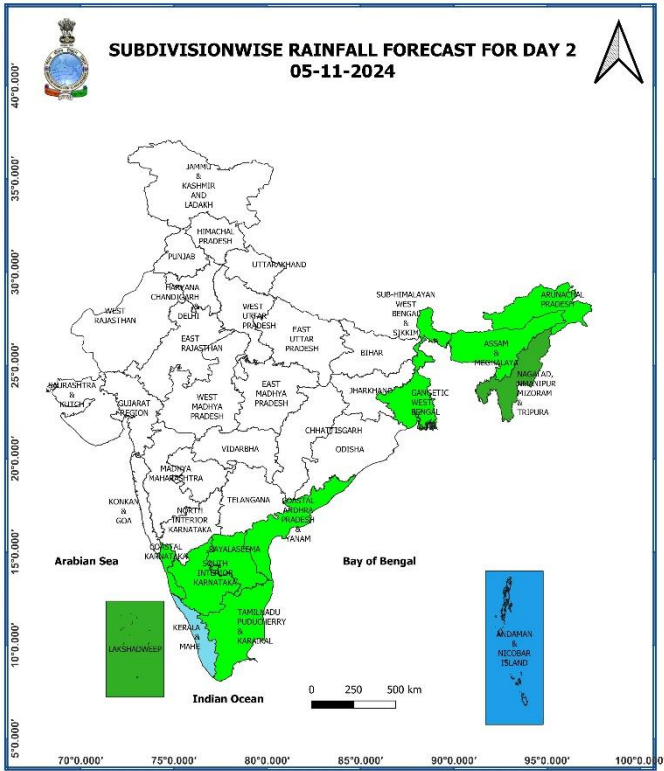 SUBDIVISIONWISE RAINFALL FORECAST FOR DAY 2
05-11-2024
40°0.000'
35°0.000'
30°0.000'
25°0.000'
20°0.000'
15°0.000'
10°0.000'
5°0.000'
JAMMU
&
KASHMIR
AND
LADAKH
HIMACHAL
PRADESH
PUNJAB
UTTARAKHAND
HARYANA
CHANDIGARH
&
DELHI
WEST
RAJASTHAN
WEST
UTTAR
PRADESH
EAST
RAJASTHAN
EAST
UTTAR
PRADESH
SUB-HIMALAYAN
WEST
BENGAL
&
SIKKIM
ARUNACHAL
PRADESH
ASSAM
&
MEGHALAYA
BIHAR
MANIPUR
MIZORAM
&
TRIPURA
SAURASHTRA
&
KUTCH
GUJARAT
REGION
WEST
MADHYA
PRADESH
EAST
MADHYA
PRADESH
JHARKHAND
GANGETIC
WEST
BENGAL
CHHATTISGARH
ODISHA
VIDARBHA
MADHYA
MAHARASHTRA
KONKAN
&
GOA
NORTH
INTERIOR
KARNATAKA
TELANGANA
COASTAL
ANDHRA
PRADESH
&
YANAM
COASTAL
KARNATAKA
RAYALASEEMA
SOUTH
INTERIOR
KARNATAKA
Arabian Sea
Bay of Bengal
TAMILNADU
PUDUCHERRY
&
KARAIKAL
KERALA
&
MAHE
LAKSHADWEEP
ANDAMAN
&
NICOBAR
ISLAND
Indian Ocean
0 250 500 km
70°0.000' 75°0.000' 80°0.000' 85°0.000' 90°0.000' 95°0.000' 100°0.000'